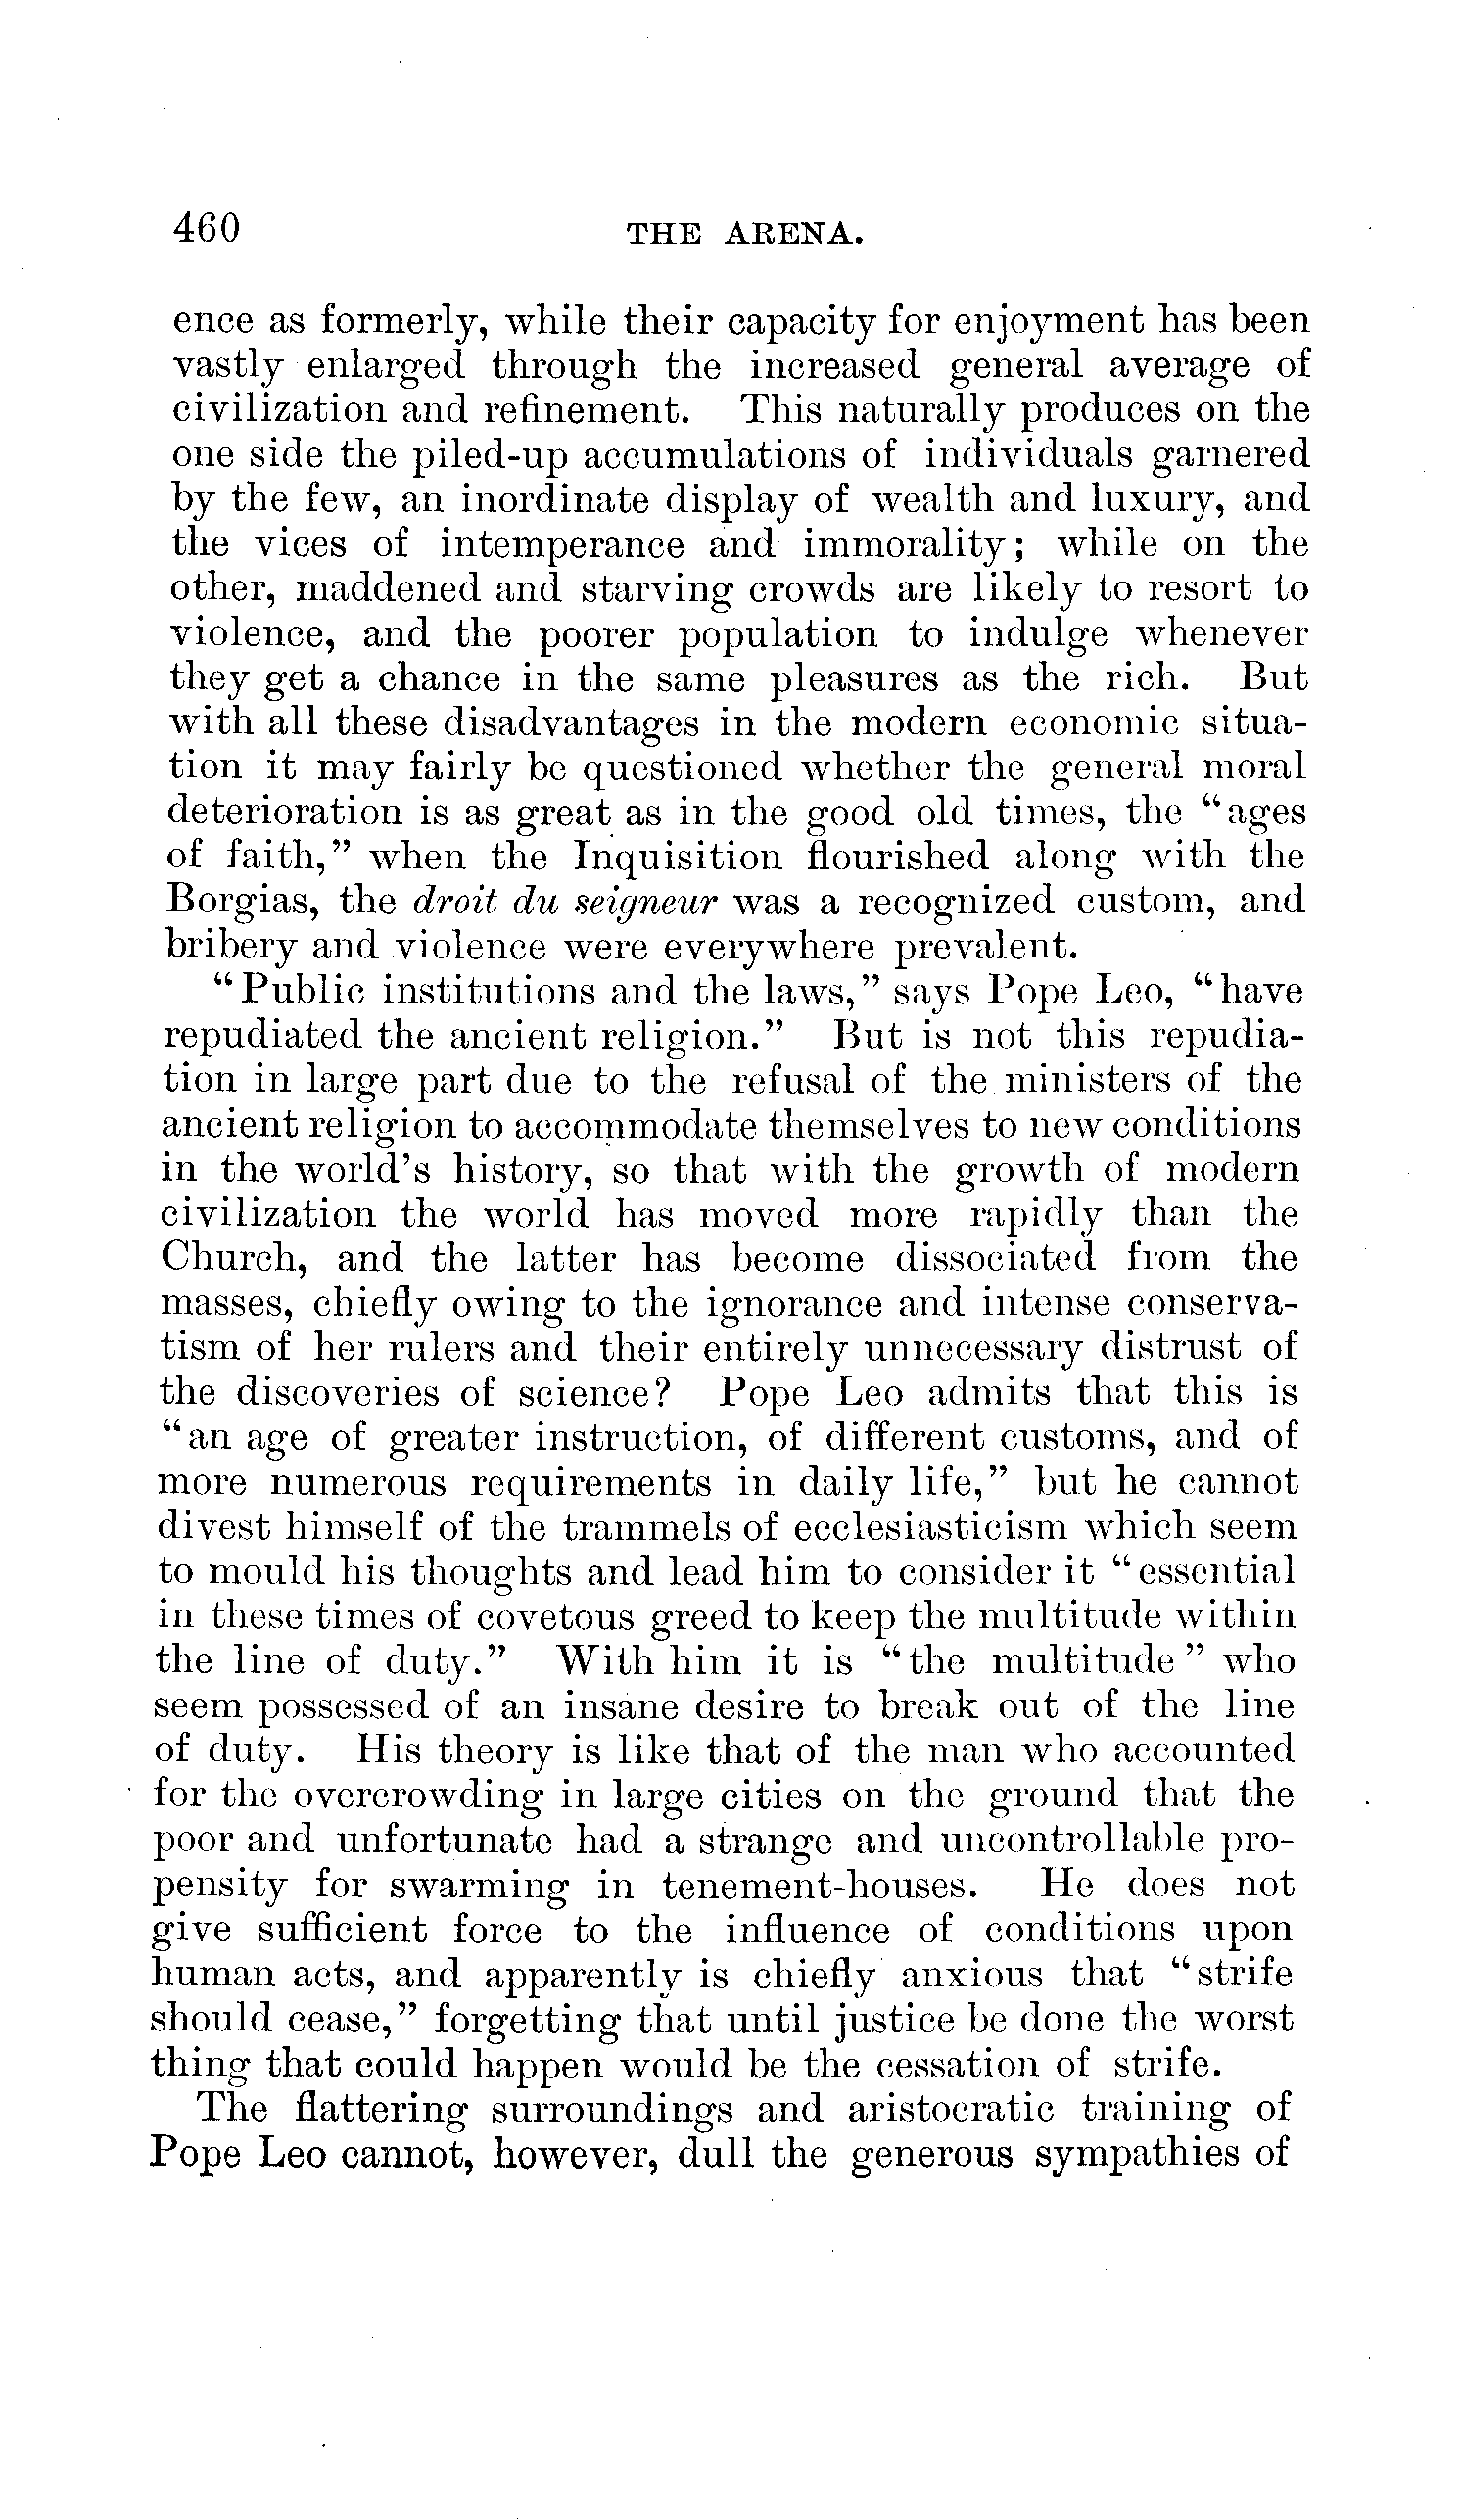 460 THE ARENA.
ence as formerly, while their capacity for enjoyment has been
vastly enlarged through the increased general average of
civilization and refinement. This naturally produces on the
one side the piled-up accumulations of individuals garnered
by the few, an inordinate display of wealth and luxury, and
the vices of intemperance and immorality; while on the
other, maddened and starving crowds are likely to resort to
violence, and the poorer population to indulge whenever
they get a chance in the same pleasures as the rich. But
with all these disadvantages in the modern economic situa-
tion it may fairly be questioned whether the general moral
deterioration is as great as in the good old times, the "ages
of faith," when the Inquisition flourished along with the
Borgias, the droit du seigneur was a recognized custom, and
bribery and violence were everywhere prevalent.
"Public institutions and the laws," says Pope Leo, "have
repudiated the ancient religion." But is not this repudia-
tion in large part due to the refusal of the ministers of the
ancient religion to accommodate themselves to new conditions
in the world's history, so that with the growth of modern
civilization the world has moved more rapidly than the
Church, and the latter has become dissociated from the
masses, chiefly owing to the ignorance and intense conserva-
tism of her rulers and their entirely unnecessary distrust of
the discoveries of science? Pope Leo admits that this is
"an age of greater instruction, of different customs, and of
more numerous requirements in daily life," but he cannot
divest himself of the trammels of ecclesiasticism which seem
to mould his thoughts and lead him to consider it "essential
in these times of covetous greed to keep the multitude within
the line of duty." With him it is "the multitude" who
seem possessed of an insane desire to break out of the line
of duty. His theory is like that of the man who accounted
for the overcrowding in large cities on the ground that the
poor and unfortunate had a strange and uncontrollable pro-
pensity for swarming in tenement-houses. He does not
give sufficient force to the influence of conditions upon
human acts, and apparently is chiefly anxious that "strife
should cease," forgetting that until justice be done the worst
thing that could happen would be the cessation of strife.
The flattering surroundings and aristocratic training of
Pope Leo cannot, however, dull the generous sympathies of